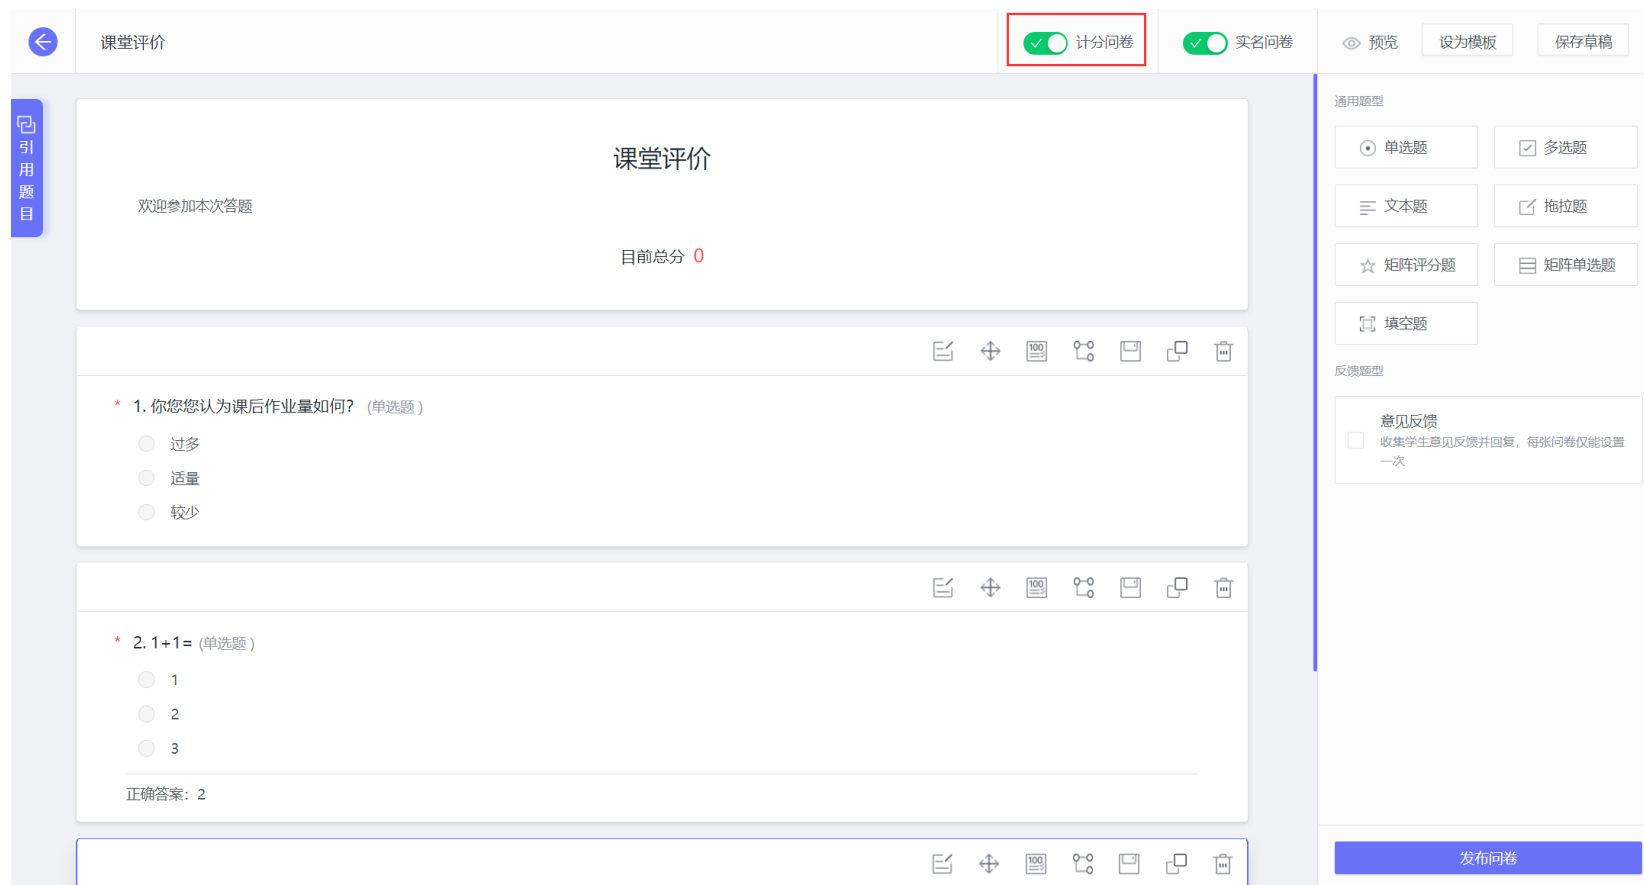 课堂评价
计分问卷
实名问卷
预览
设为模板
保存草稿
引用题目
课堂评价
欢迎参加本次答题
目前总分 0
100
* 1. 你您您认为课后作业量如何? (单选题)
过多
适量
较少
100
* 2. 1+1= (单选题)
1
2
3
正确答案: 2
100
通用题型
单选题
多选题
文本题
拖拉题
矩阵评分题
矩阵单选题
填空题
反馈题型
意见反馈
收集学生意见反馈并回复，每张问卷仅能设置
一次
发布问卷